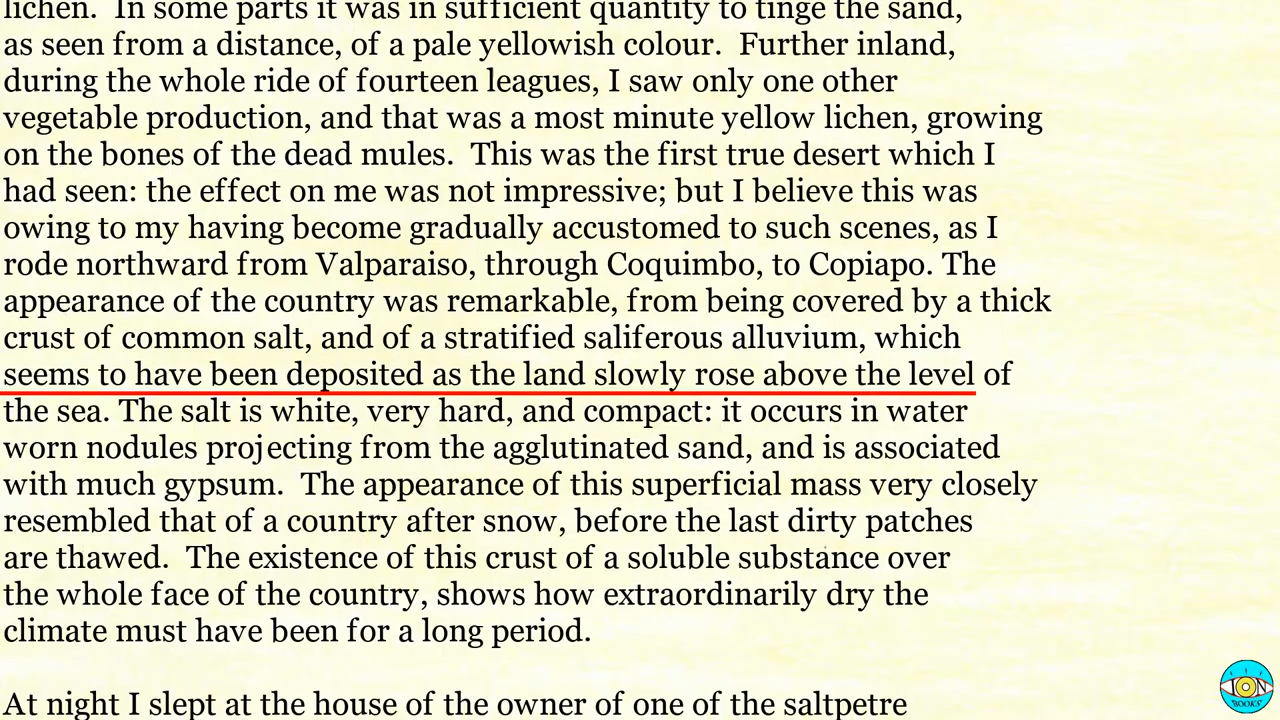 lichen.  In some parts it was in sufficient quantity to tinge the sand,
as seen from a distance, of a pale yellowish colour.  Further inland,
during the whole ride of fourteen leagues, I saw only one other
vegetable production, and that was a most minute yellow lichen, growing
on the bones of the dead mules.  This was the first true desert which I
had seen: the effect on me was not impressive; but I believe this was
owing to my having become gradually accustomed to such scenes, as I
rode northward from Valparaiso, through Coquimbo, to Copiapo. The
appearance of the country was remarkable, from being covered by a thick
crust of common salt, and of a stratified saliferous alluvium, which
seems to have been deposited as the land slowly rose above the level of
the sea. The salt is white, very hard, and compact: it occurs in water
worn nodules projecting from the agglutinated sand, and is associated
with much gypsum.  The appearance of this superficial mass very closely
resembled that of a country after snow, before the last dirty patches
are thawed.  The existence of this crust of a soluble substance over
the whole face of the country, shows how extraordinarily dry the
climate must have been for a long period.
At night I slept at the house of the owner of one of the saltpetre
ION
BOOKS